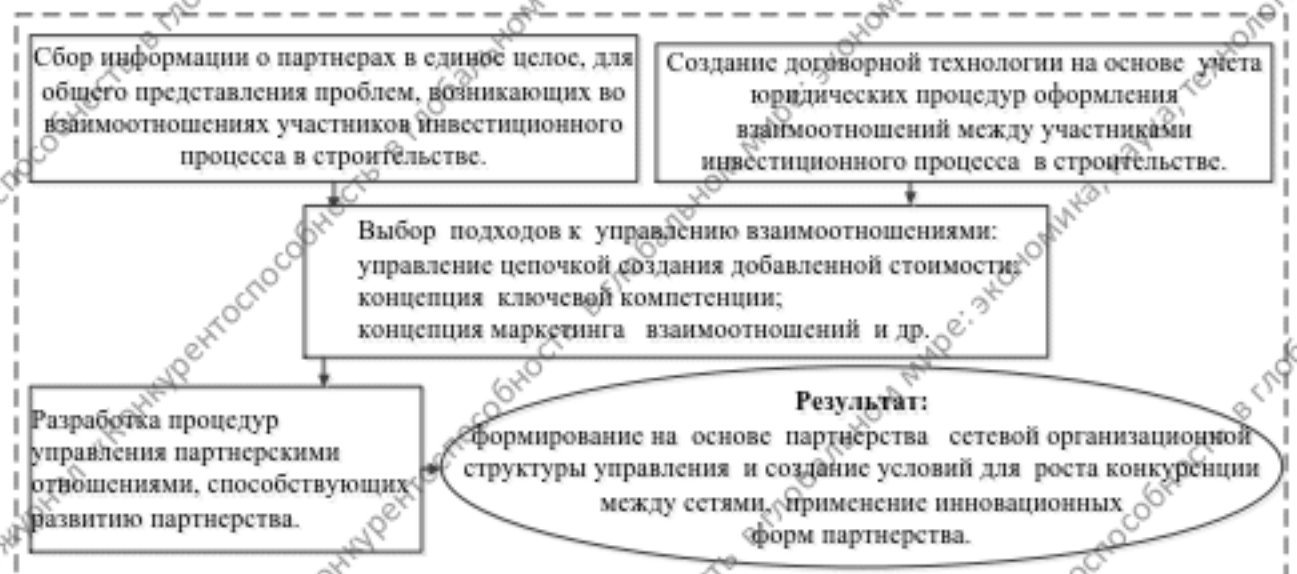 Сбор информации о партнерах в единое целое, для
общего представления проблем, возникающих во
взаимоотношениях участников инвестиционного
процесса в строительстве.
Создание договорной технологии на основе учета
юридических процедур оформления
взаимоотношений между участниками
инвестиционного процесса в строительстве.
Выбор подходов к управлению взаимоотношениями:
управление цепочкой создания добавленной стоимости;
концепция ключевой компетенции;
концепция маркетинга взаимоотношений и др.
Разработка процедур
управления партнерскими
отношениями, способствующих
развитию партнерства.
Результат:
формирование на основе партнерства сетевой организационной
структуры управления и создание условий для роста конкуренции
между сетями, применение инновационных
форм партнерства.